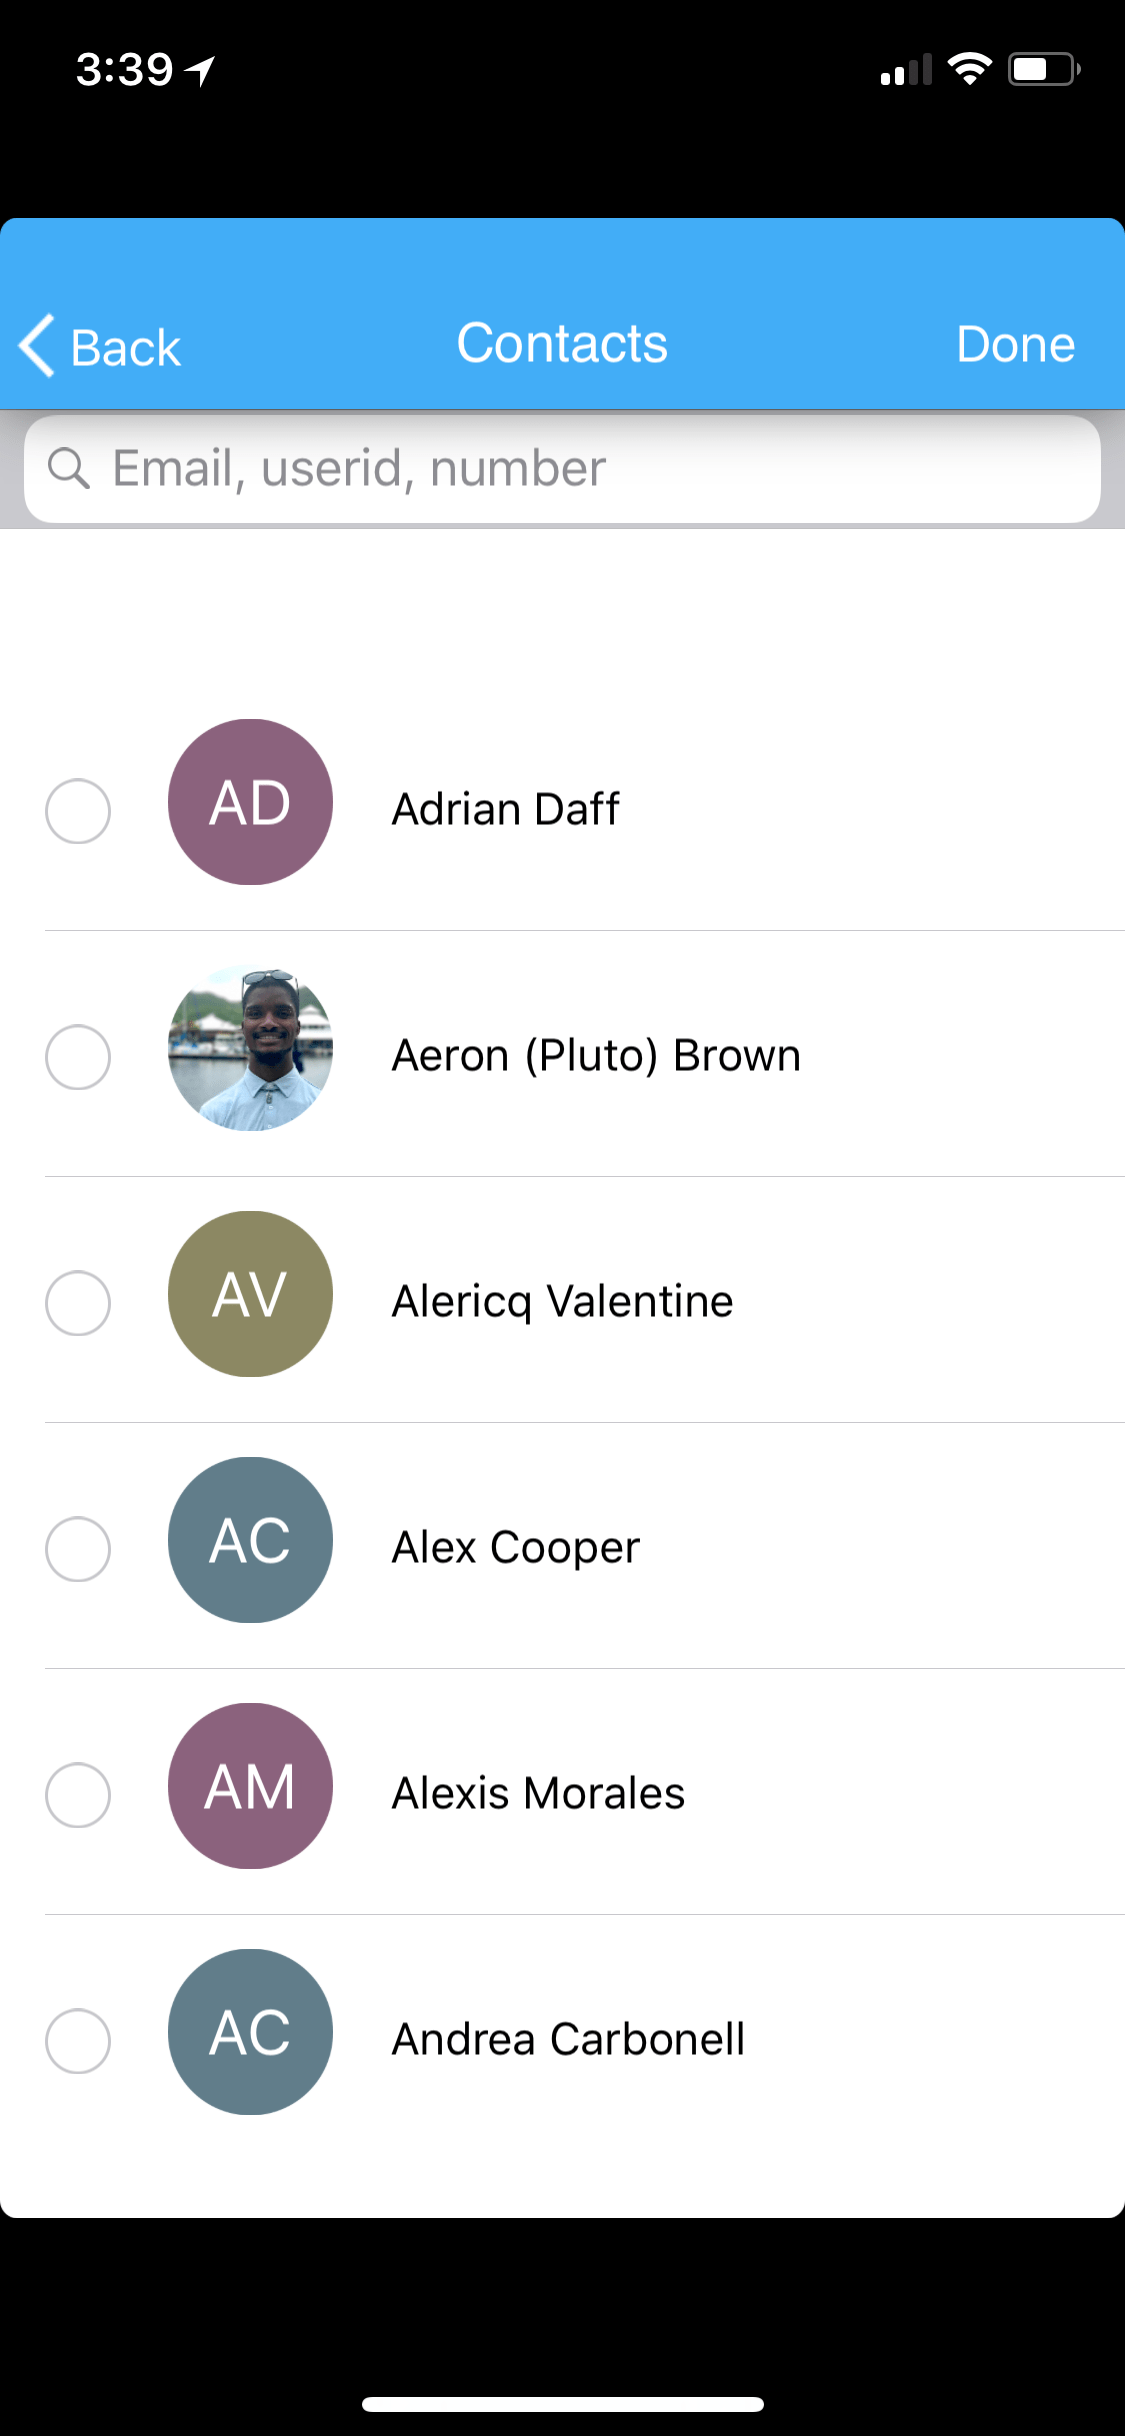 3:39
Back Contacts Done
Email, userid, number
AD Adrian Daff
Aeron (Pluto) Brown
AV Alericq Valentine
AC Alex Cooper
AM Alexis Morales
AC Andrea Carbonell